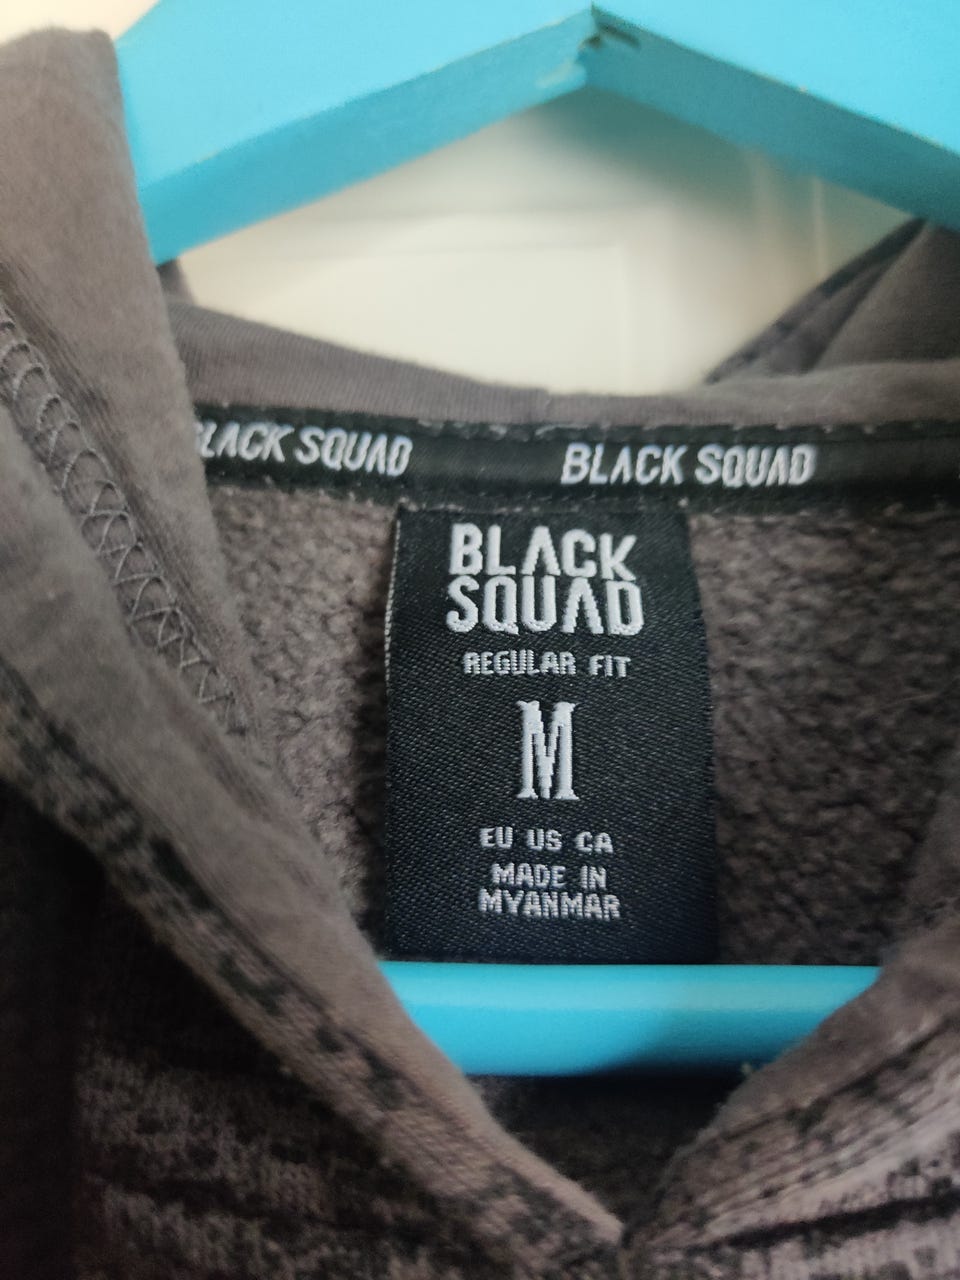 BLACK SQUAD BLACK SQUAD
BLACK
SQUAD
REGULAR FIT
M
EU US CA
MADE IN
MYANMAR